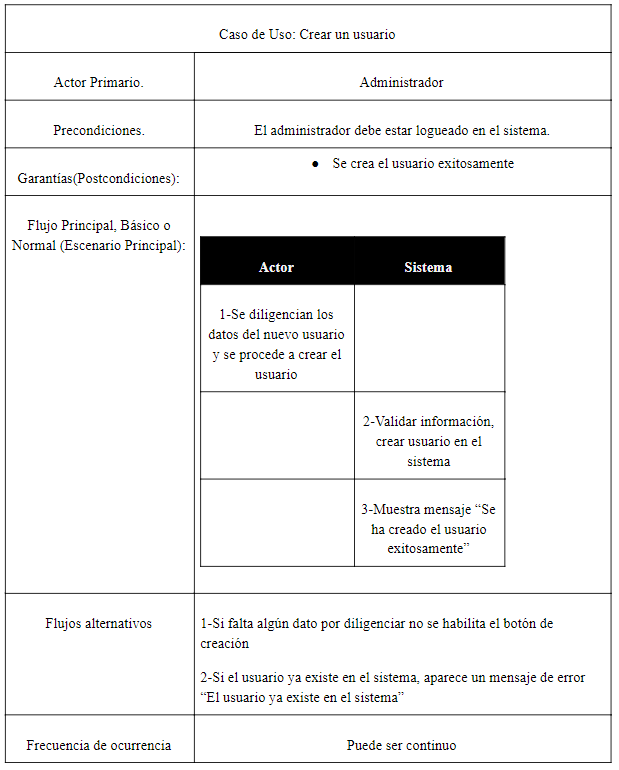 Caso de Uso: Crear un usuario
Actor Primario.
Administrador
Precondiciones.
El administrador debe estar logueado en el sistema.
Garantías(Postcondiciones):
● Se crea el usuario exitosamente
Flujo Principal, Básico o
Normal (Escenario Principal):
Actor
Sistema
1-Se diligencian los
datos del nuevo usuario
y se procede a crear el
usuario
2-Validar información,
crear usuario en el
sistema
3-Muestra mensaje “Se
ha creado el usuario
exitosamente”
Flujos alternativos
1-Si falta algún dato por diligenciar no se habilita el botón de
creación
2-Si el usuario ya existe en el sistema, aparece un mensaje de error
“El usuario ya existe en el sistema”
Frecuencia de ocurrencia
Puede ser continuo